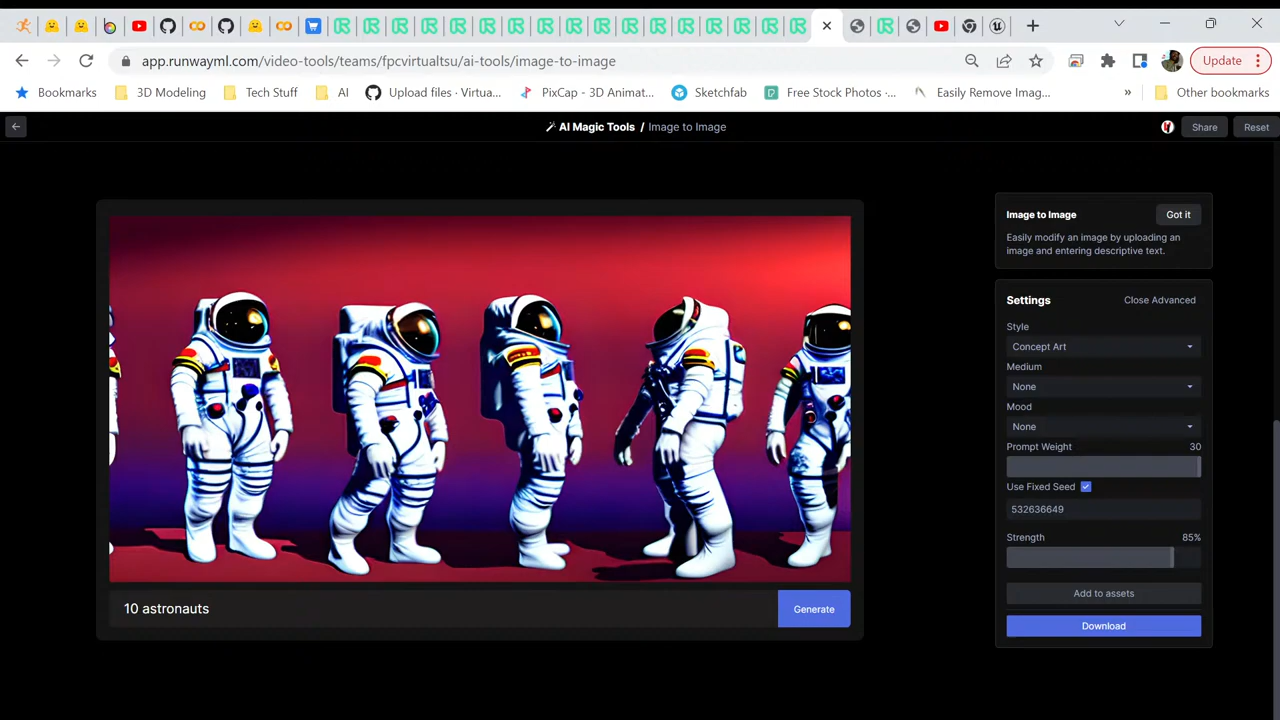 app.runwayml.com/video-tools/teams/fpcvirtualtsu/ai-tools/image-to-image
Update
Bookmarks
3D Modeling
Tech Stuff
AI
Upload files · Virtua...
PixCap - 3D Animat...
Sketchfab
Free Stock Photos ·...
Easily Remove Imag...
»
Other bookmarks
AI Magic Tools / Image to Image
Share
Reset
Image to Image
Got it
Easily modify an image by uploading an
image and entering descriptive text.
Settings
Close Advanced
Style
Concept Art
Medium
None
Mood
None
Prompt Weight
30
Use Fixed Seed
532636649
Strength
85%
Add to assets
Download
10 astronauts
Generate